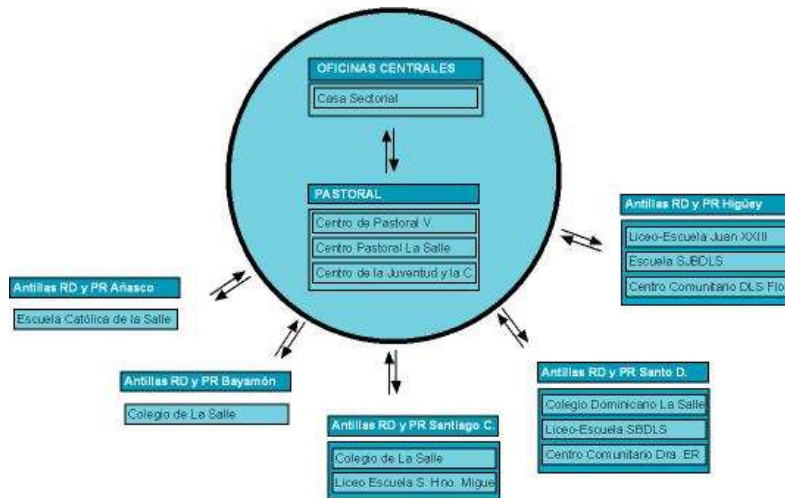 OFICINAS CENTRALES
Casa Sectorial
PASTORAL
Centro de Pastoral V.
Centro Pastoral La Salle
Centro de la Juventud y la C
Antillas RD y PR Higüey
Liceo-Escuela Juan XXIII
Escuela SJBDLS
Centro Comunitario DLS Flo
Antillas RD y PR Añasco
Escuela Católica de la Salle
Antillas RD y PR Bayamón
Colegio de La Salle
Antillas RD y PR Santiago C.
Colegio de La Salle
Liceo Escuela S. Hno. Migue
Antillas RD y PR Santo D.
Colegio Dominicano La Salle
Liceo-Escuela SBDLS
Centro Comunitario Dra. ER